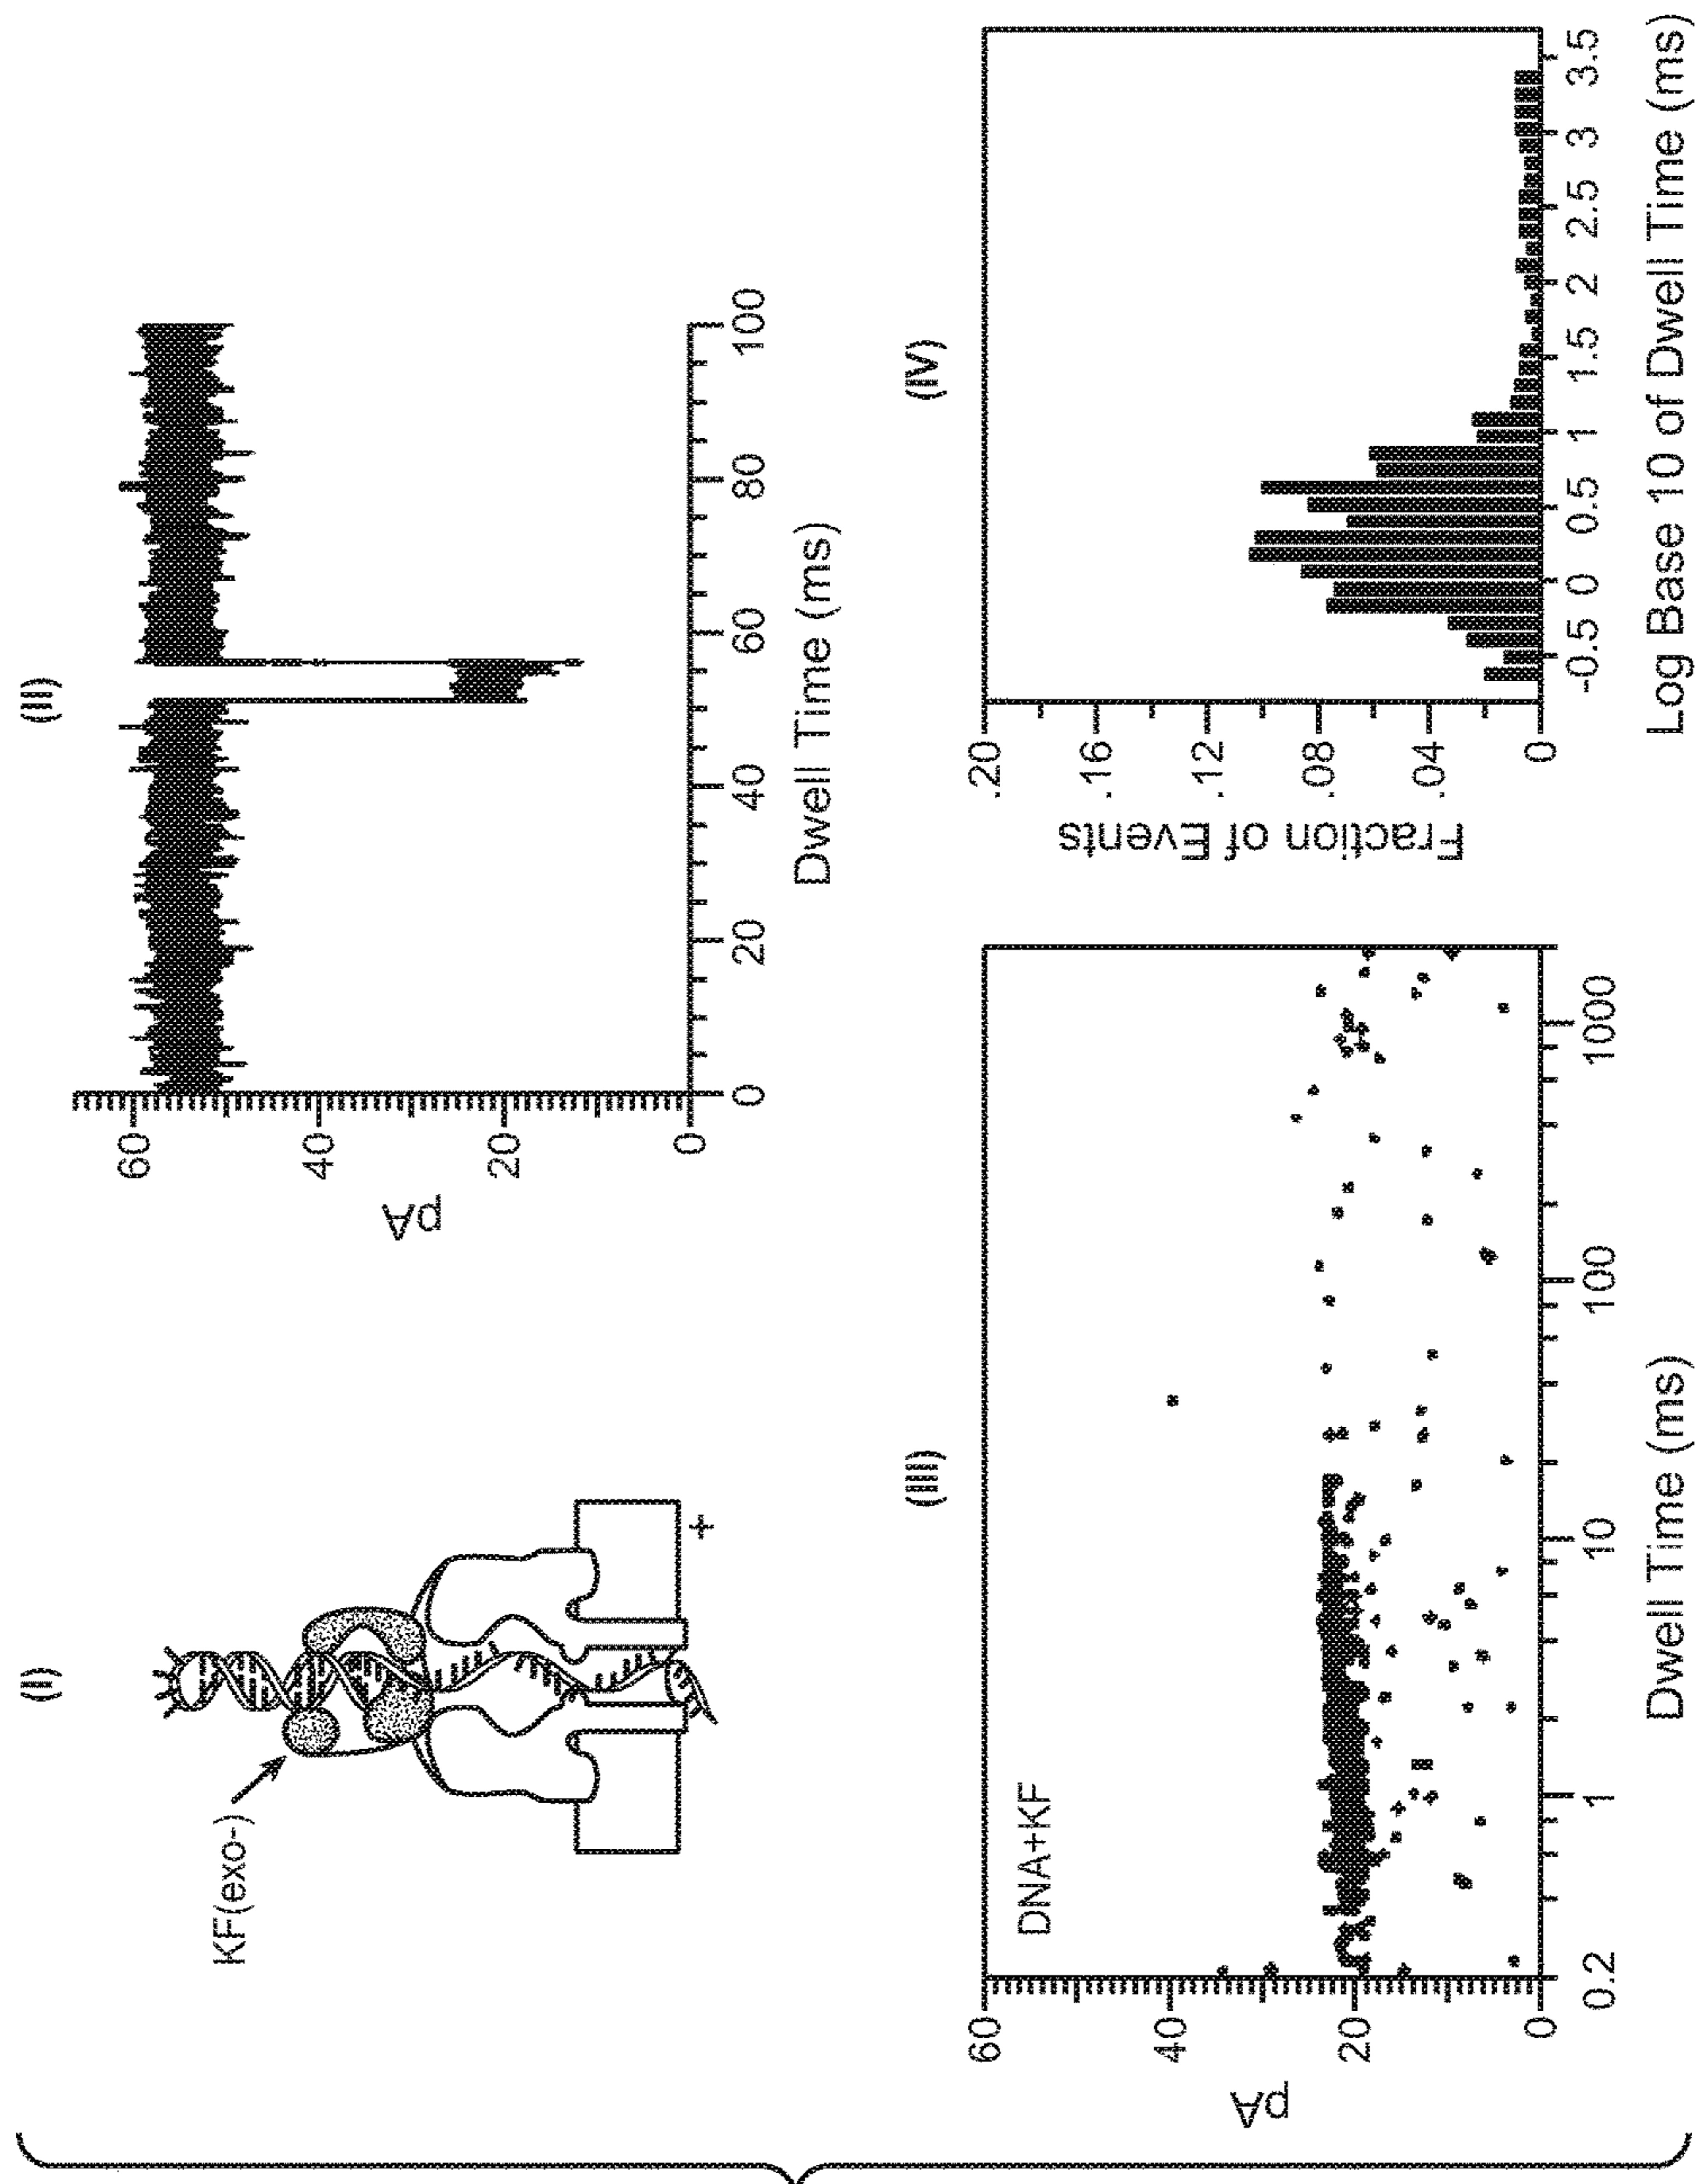 (I)
KF(exo-)
+
(II)
pA
60
40
20
0
0 20 40 60 80 100
Dwell Time (ms)
(III)
DNA+KF
pA
60
40
20
0
0.2 1 10 100 1000
Dwell Time (ms)
(IV)
Fraction of Events
.20
.16
.12
.08
.04
0
-0.5 0 0.5 1 1.5 2 2.5 3 3.5
Log Base 10 of Dwell Time (ms)